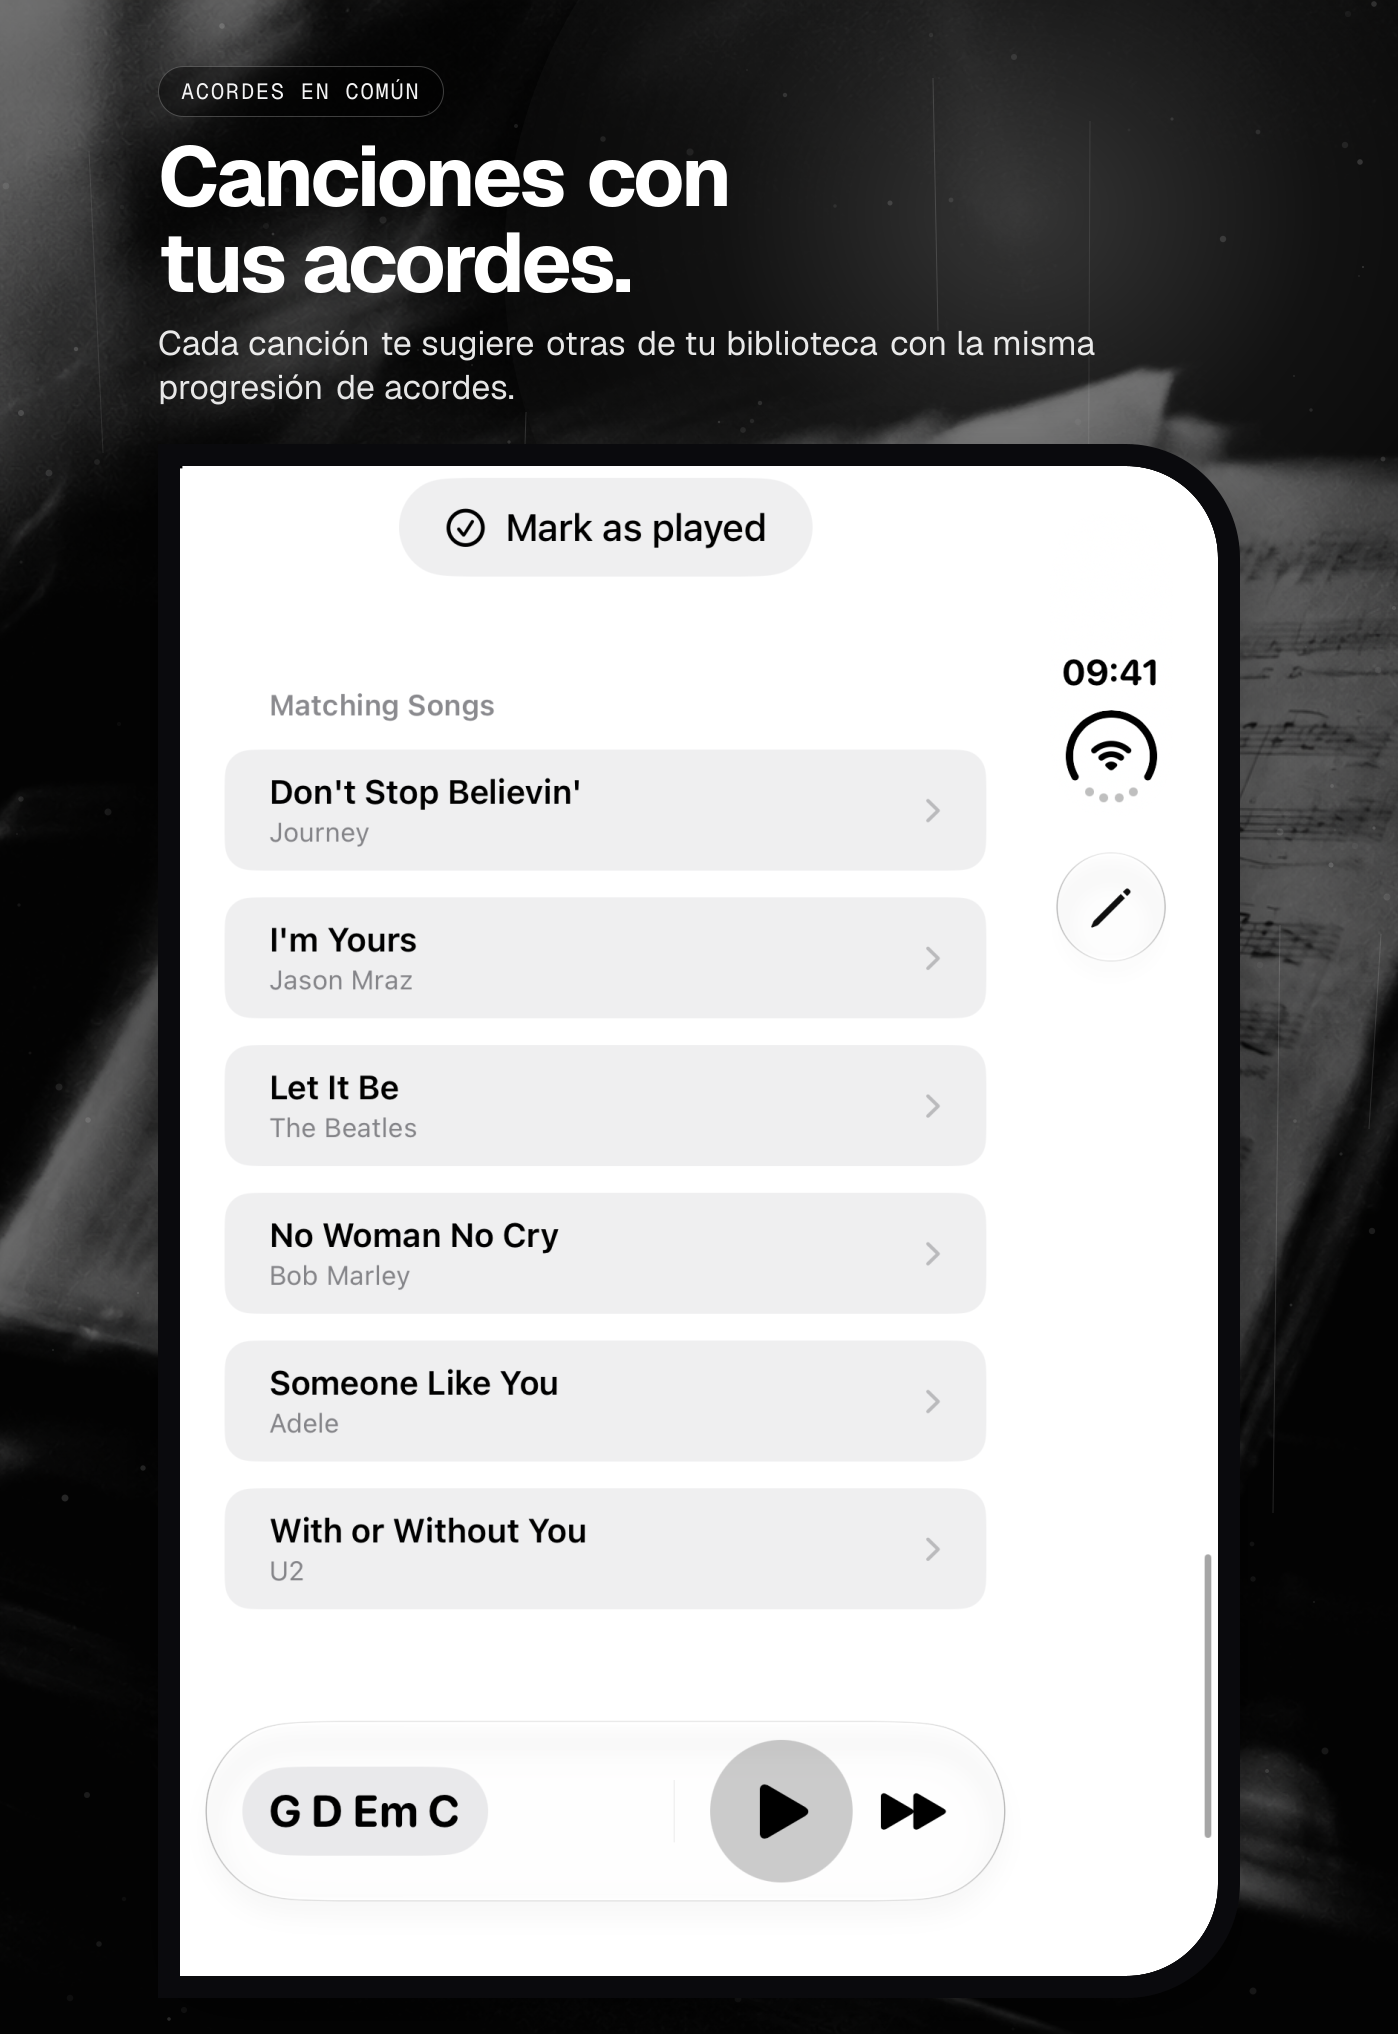 ACORDES EN COMÚN
Canciones con
tus acordes.
Cada canción te sugiere otras de tu biblioteca con la misma
progresión de acordes.
Mark as played
09:41
Matching Songs
Don't Stop Believin'
Journey
I'm Yours
Jason Mraz
Let It Be
The Beatles
No Woman No Cry
Bob Marley
Someone Like You
Adele
With or Without You
U2
G D Em C